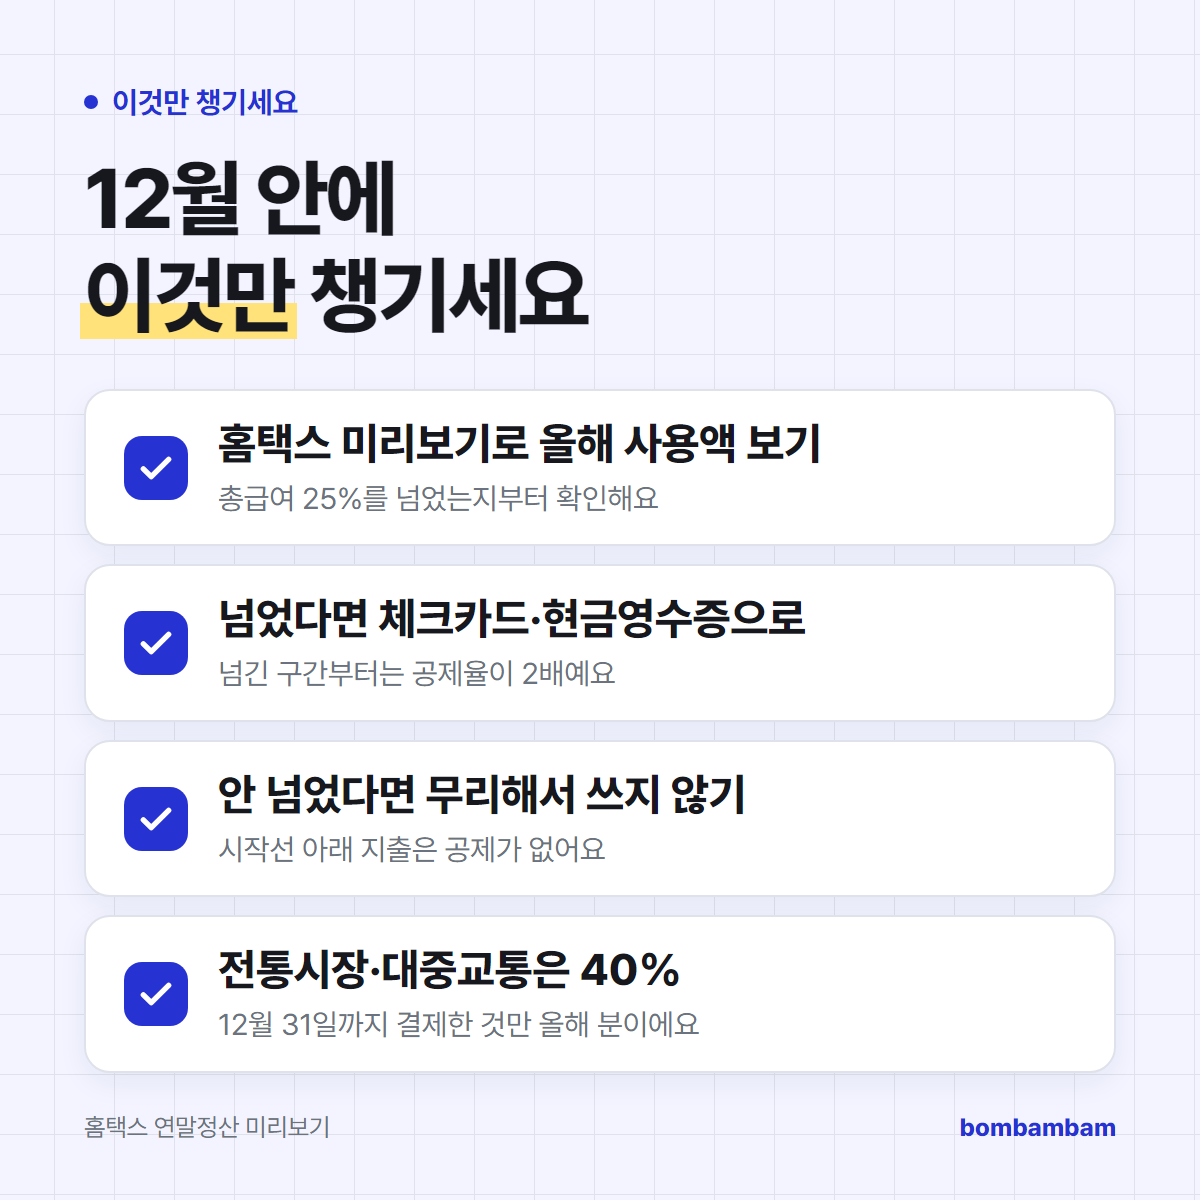 이것만 챙기세요
12월 안에
이것만 챙기세요
홈택스 미리보기로 올해 사용액 보기
총급여 25%를 넘었는지부터 확인해요
넘었다면 체크카드·현금영수증으로
넘긴 구간부터는 공제율이 2배예요
안 넘었다면 무리해서 쓰지 않기
시작선 아래 지출은 공제가 없어요
전통시장·대중교통은 40%
12월 31일까지 결제한 것만 올해 분이에요
홈택스 연말정산 미리보기
bombambam